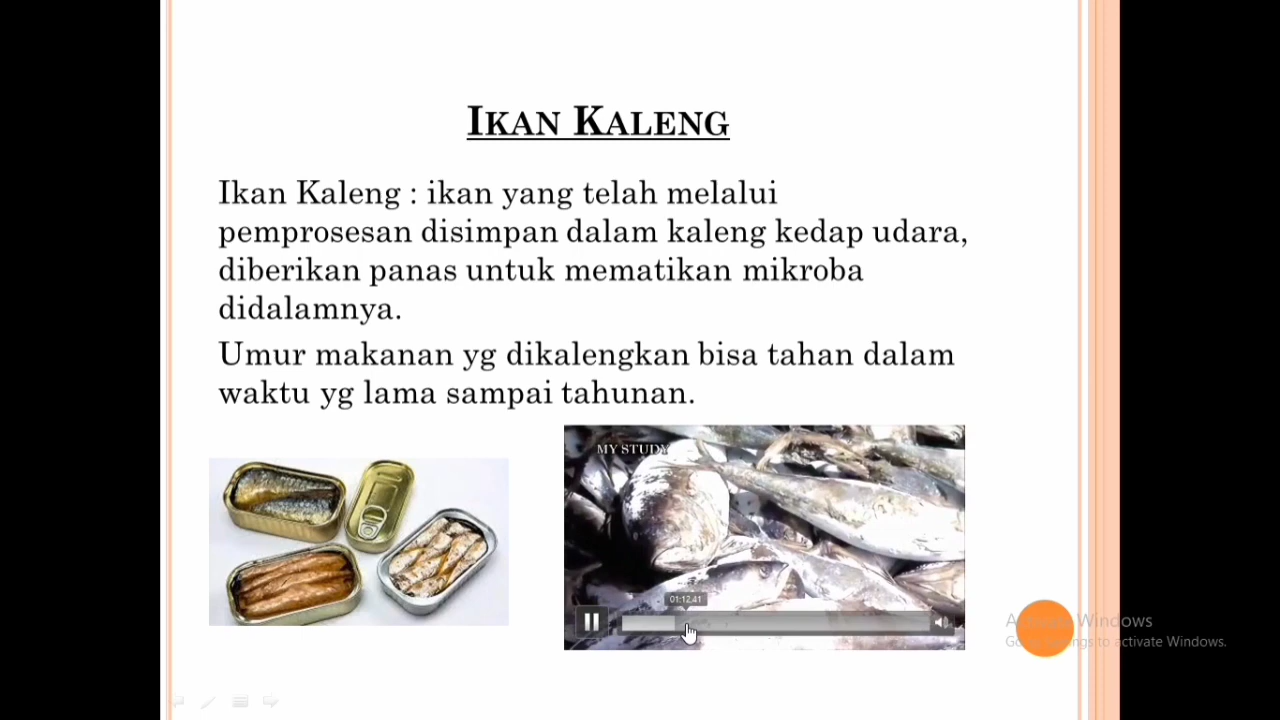 IKAN KALENG
Ikan Kaleng : ikan yang telah melalui
pemprosesan disimpan dalam kaleng kedap udara,
diberikan panas untuk mematikan mikroba
didalamnya.
Umur makanan yg dikalengkan bisa tahan dalam
waktu yg lama sampai tahunan.
MY STUDY
01:12,41
Activate Windows
Go to Settings to activate Windows.